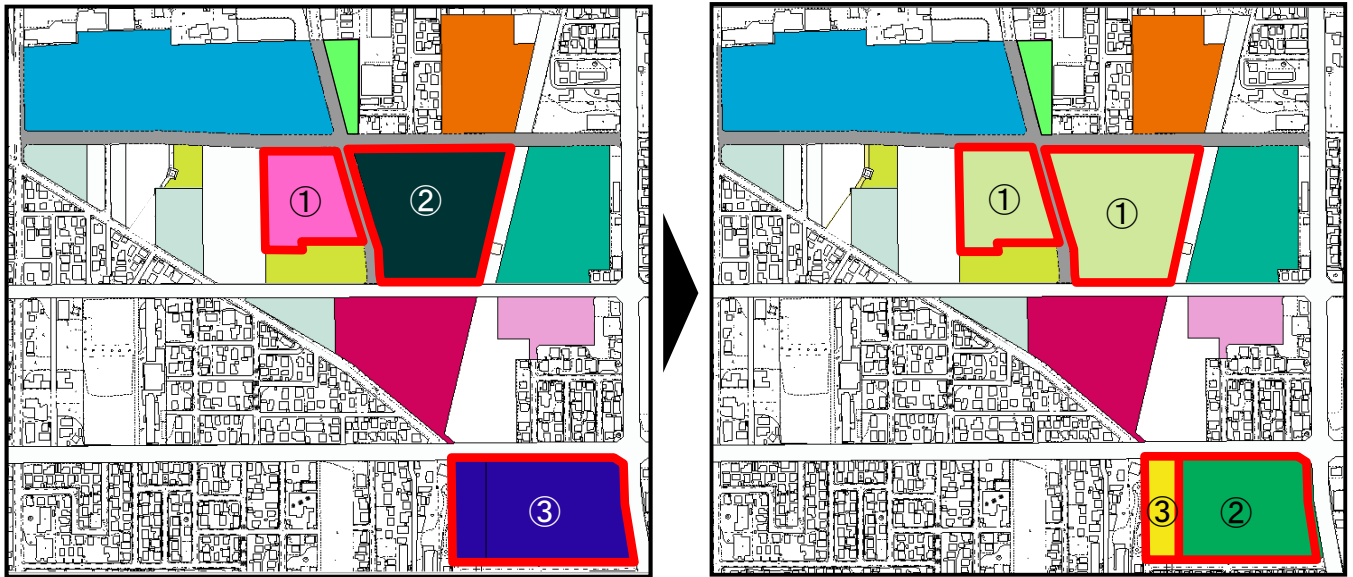 ① ②
① ①
③
③ ②